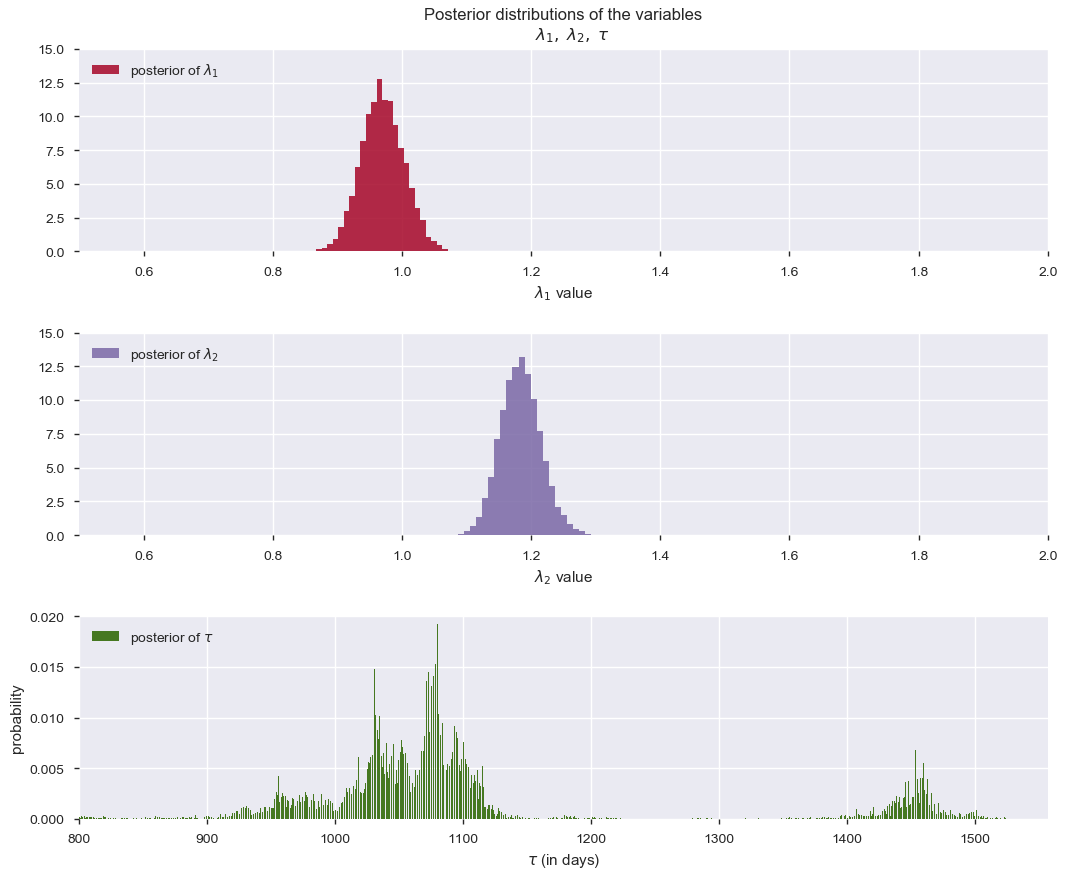 Posterior distributions of the variables
λ₁, λ₂, τ
15.0
12.5
10.0
7.5
5.0
2.5
0.0
posterior of λ₁
0.6 0.8 1.0 1.2 1.4 1.6 1.8 2.0
λ₁ value
15.0
12.5
10.0
7.5
5.0
2.5
0.0
posterior of λ₂
0.6 0.8 1.0 1.2 1.4 1.6 1.8 2.0
λ₂ value
probability
0.020
0.015
0.010
0.005
0.000
posterior of τ
800 900 1000 1100 1200 1300 1400 1500
τ (in days)